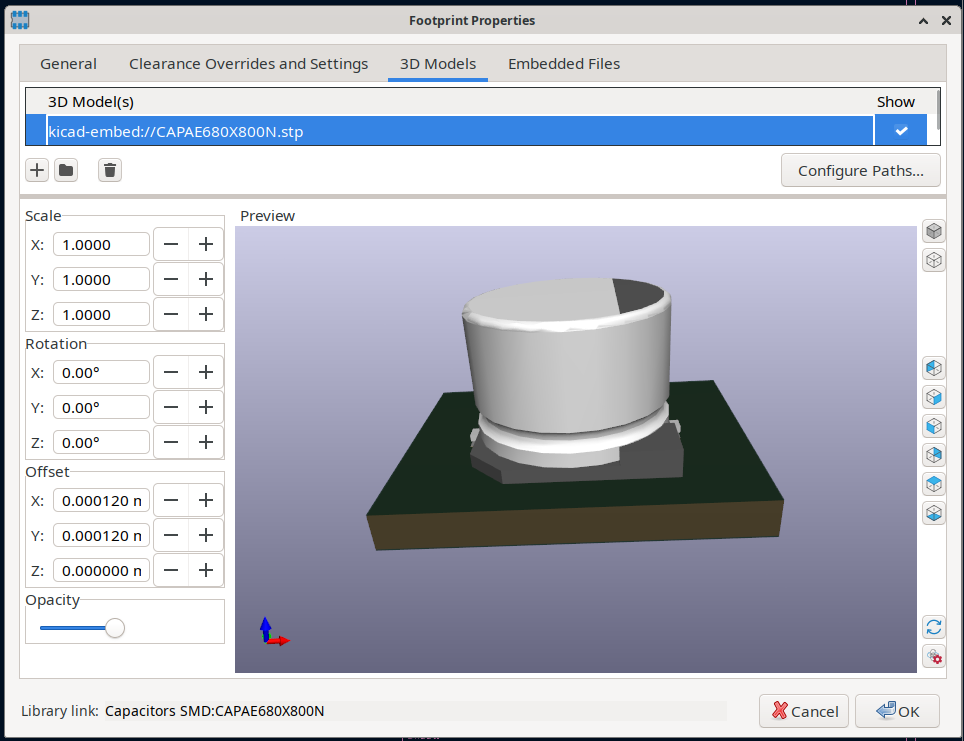 Footprint Properties
General Clearance Overrides and Settings 3D Models Embedded Files
3D Model(s) Show
kicad-embed://CAPAE680X800N.stp
Configure Paths...
Scale
X: 1.0000
Y: 1.0000
Z: 1.0000
Rotation
X: 0.00°
Y: 0.00°
Z: 0.00°
Offset
X: 0.000120 n
Y: 0.000120 n
Z: 0.000000 n
Opacity
Preview
Library link: Capacitors SMD:CAPAE680X800N
Cancel OK